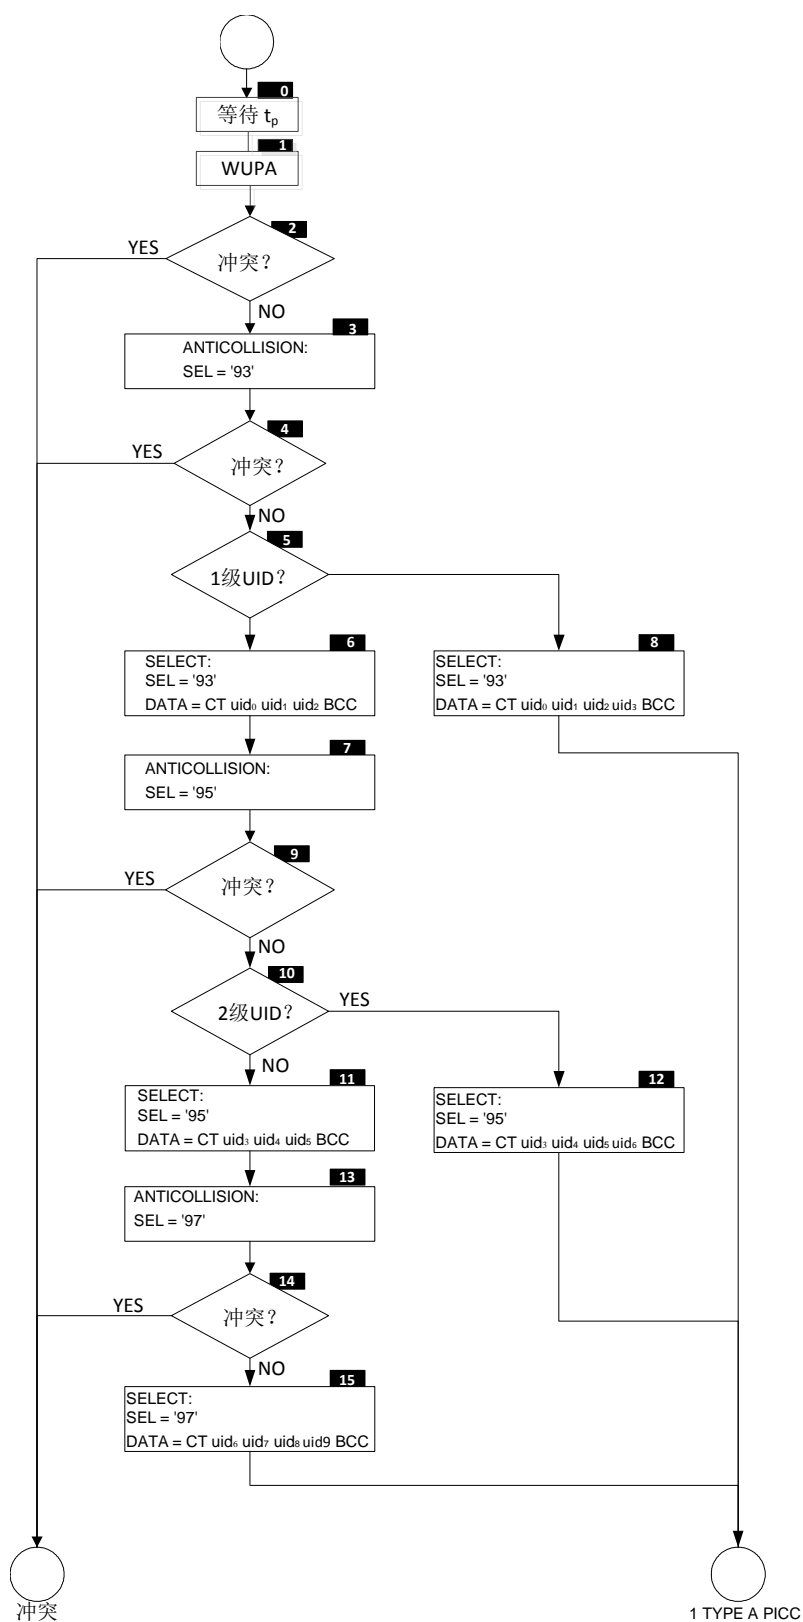 0
等待 tp
1
WUPA
2
YES
冲突？
NO
3
ANTICOLLISION:
SEL = '93'
4
YES
冲突？
NO
5
1级UID？
6
SELECT:
SEL = '93'
DATA = CT uid0 uid1 uid2 BCC
8
SELECT:
SEL = '93'
DATA = CT uid0 uid1 uid2 uid3 BCC
7
ANTICOLLISION:
SEL = '95'
9
YES
冲突？
NO
10
2级UID？
YES
NO
11
SELECT:
SEL = '95'
DATA = CT uid3 uid4 uid5 BCC
12
SELECT:
SEL = '95'
DATA = CT uid3 uid4 uid5 uid6 BCC
13
ANTICOLLISION:
SEL = '97'
14
YES
冲突？
NO
15
SELECT:
SEL = '97'
DATA = CT uid6 uid7 uid8 uid9 BCC
冲突
1 TYPE A PICC